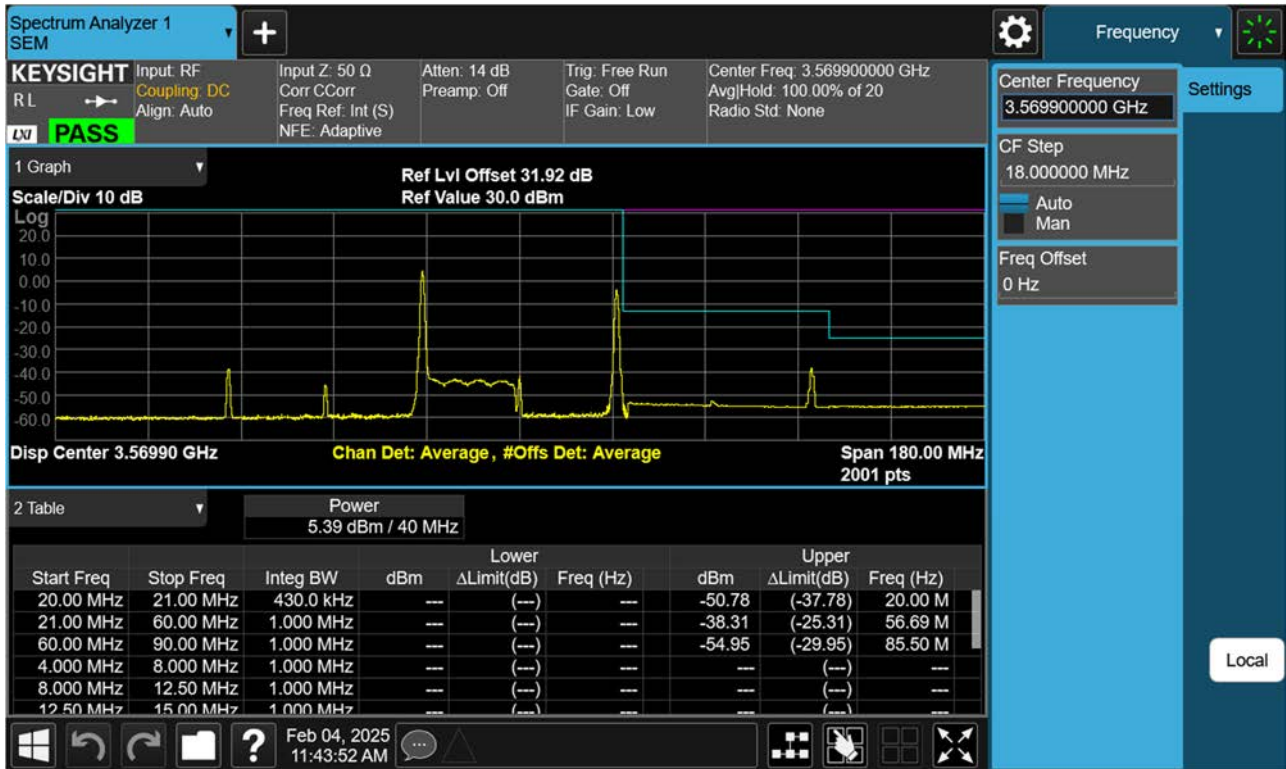 Spectrum Analyzer 1
SEM
Frequency
KEYSIGHT
RL
LXI
PASS
Input: RF
Coupling: DC
Align: Auto
Input Z: 50 Ω
Corr CCorr
Freq Ref: Int (S)
NFE: Adaptive
Atten: 14 dB
Preamp: Off
Trig: Free Run
Gate: Off
IF Gain: Low
Center Freq: 3.569900000 GHz
Avg|Hold: 100.00% of 20
Radio Std: None
Center Frequency
3.569900000 GHz
Settings
CF Step
18.000000 MHz
Auto
Man
Freq Offset
0 Hz
1 Graph
Ref Lvl Offset 31.92 dB
Scale/Div 10 dB
Ref Value 30.0 dBm
Log
20.0
10.0
0.00
-10.0
-20.0
-30.0
-40.0
-50.0
-60.0
Disp Center 3.56990 GHz
Chan Det: Average, #Offs Det: Average
Span 180.00 MHz
2001 pts
2 Table
Power
5.39 dBm / 40 MHz
Lower Upper
Start Freq Stop Freq Integ BW dBm ΔLimit(dB) Freq (Hz) dBm ΔLimit(dB) Freq (Hz)
20.00 MHz 21.00 MHz 430.0 kHz --- (---) --- -50.78 (-37.78) 20.00 M
21.00 MHz 60.00 MHz 1.000 MHz --- (---) --- -38.31 (-25.31) 56.69 M
60.00 MHz 90.00 MHz 1.000 MHz --- (---) --- -54.95 (-29.95) 85.50 M
4.000 MHz 8.000 MHz 1.000 MHz --- (---) --- --- (---) ---
8.000 MHz 12.50 MHz 1.000 MHz --- (---) --- --- (---) ---
12.50 MHz 15.00 MHz 1.000 MHz --- (---) --- --- (---) ---
Local
?
Feb 04, 2025
11:43:52 AM